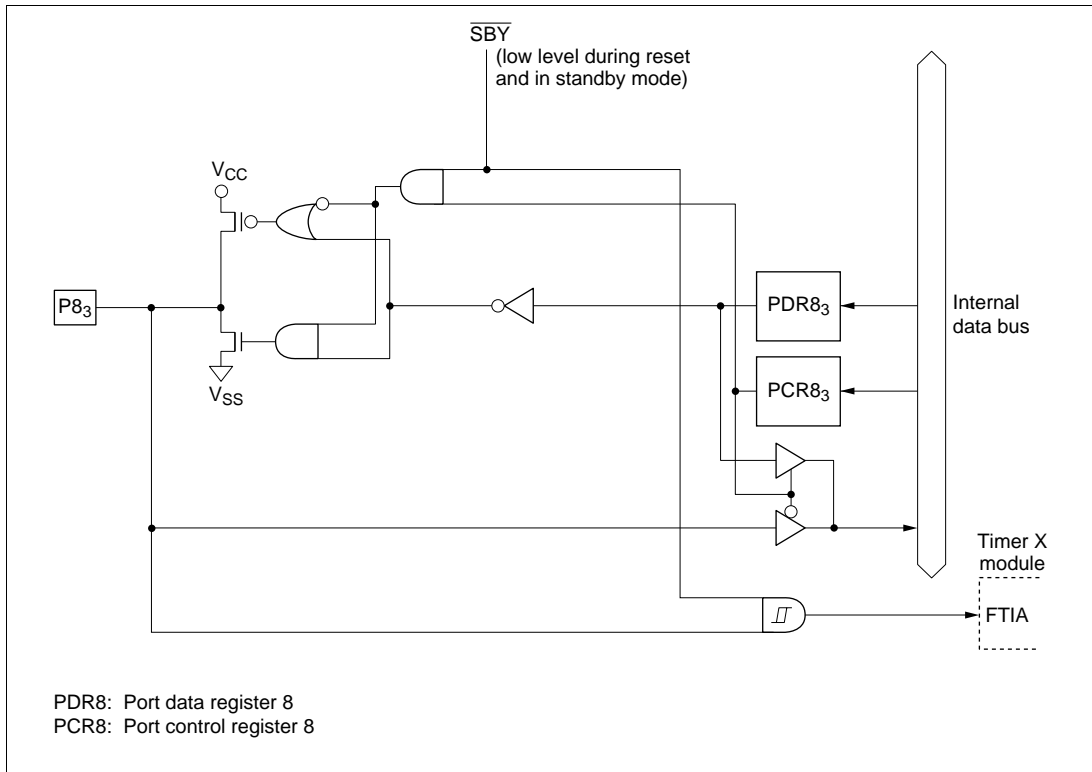 SBY
(low level during reset
and in standby mode)
VCC
P83
VSS
PDR83
PCR83
Internal
data bus
Timer X
module
FTIA
PDR8: Port data register 8
PCR8: Port control register 8